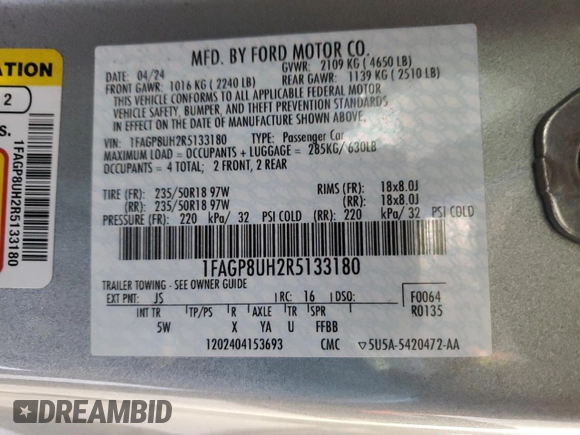 ATION
2
S.
1FAGP8UH2R5133180
MFD. BY FORD MOTOR CO.
04/24
GVWR: 2109 KG ( 4650 LB)
FRONT GAWR: 1016 KG ( 2240 LB)
REAR GAWR: 1139 KG ( 2510 LB)
THIS VEHICLE CONFORMS TO ALL APPLICABLE FEDERAL MOTOR
VEHICLE SAFETY, BUMPER, AND THEFT PREVENTION STANDARDS
IN EFFECT ON THE DATE OF MANUFACTURE SHOWN ABOVE.
VIN: 1FAGP8UH2R5133180 TYPE: Passenger Car
MAXIMUM LOAD = OCCUPANTS + LUGGAGE = 285KG/630LB
OCCUPANTS = 4 TOTAL; 2 FRONT, 2 REAR
TIRE (FR): 235/50R18 97W RIMS (FR): 18x8.0J
(RR): 235/50R18 97W (RR): 18x8.0J
PRESSURE (FR): 220 kPa/ 32 PSI COLD (RR): 220 kPa/ 32 PSI COLD
1FAGP8UH2R5133180
TRAILER TOWING - SEE OWNER GUIDE
EXT PNT: JS RC: 16 DSO: F0064
INT TR TP/PS R AXLE TR SPR R0135
5W X YA U FFBB
1202404153693 CMC ▽5U5A-5420472-AA
DREAMBID